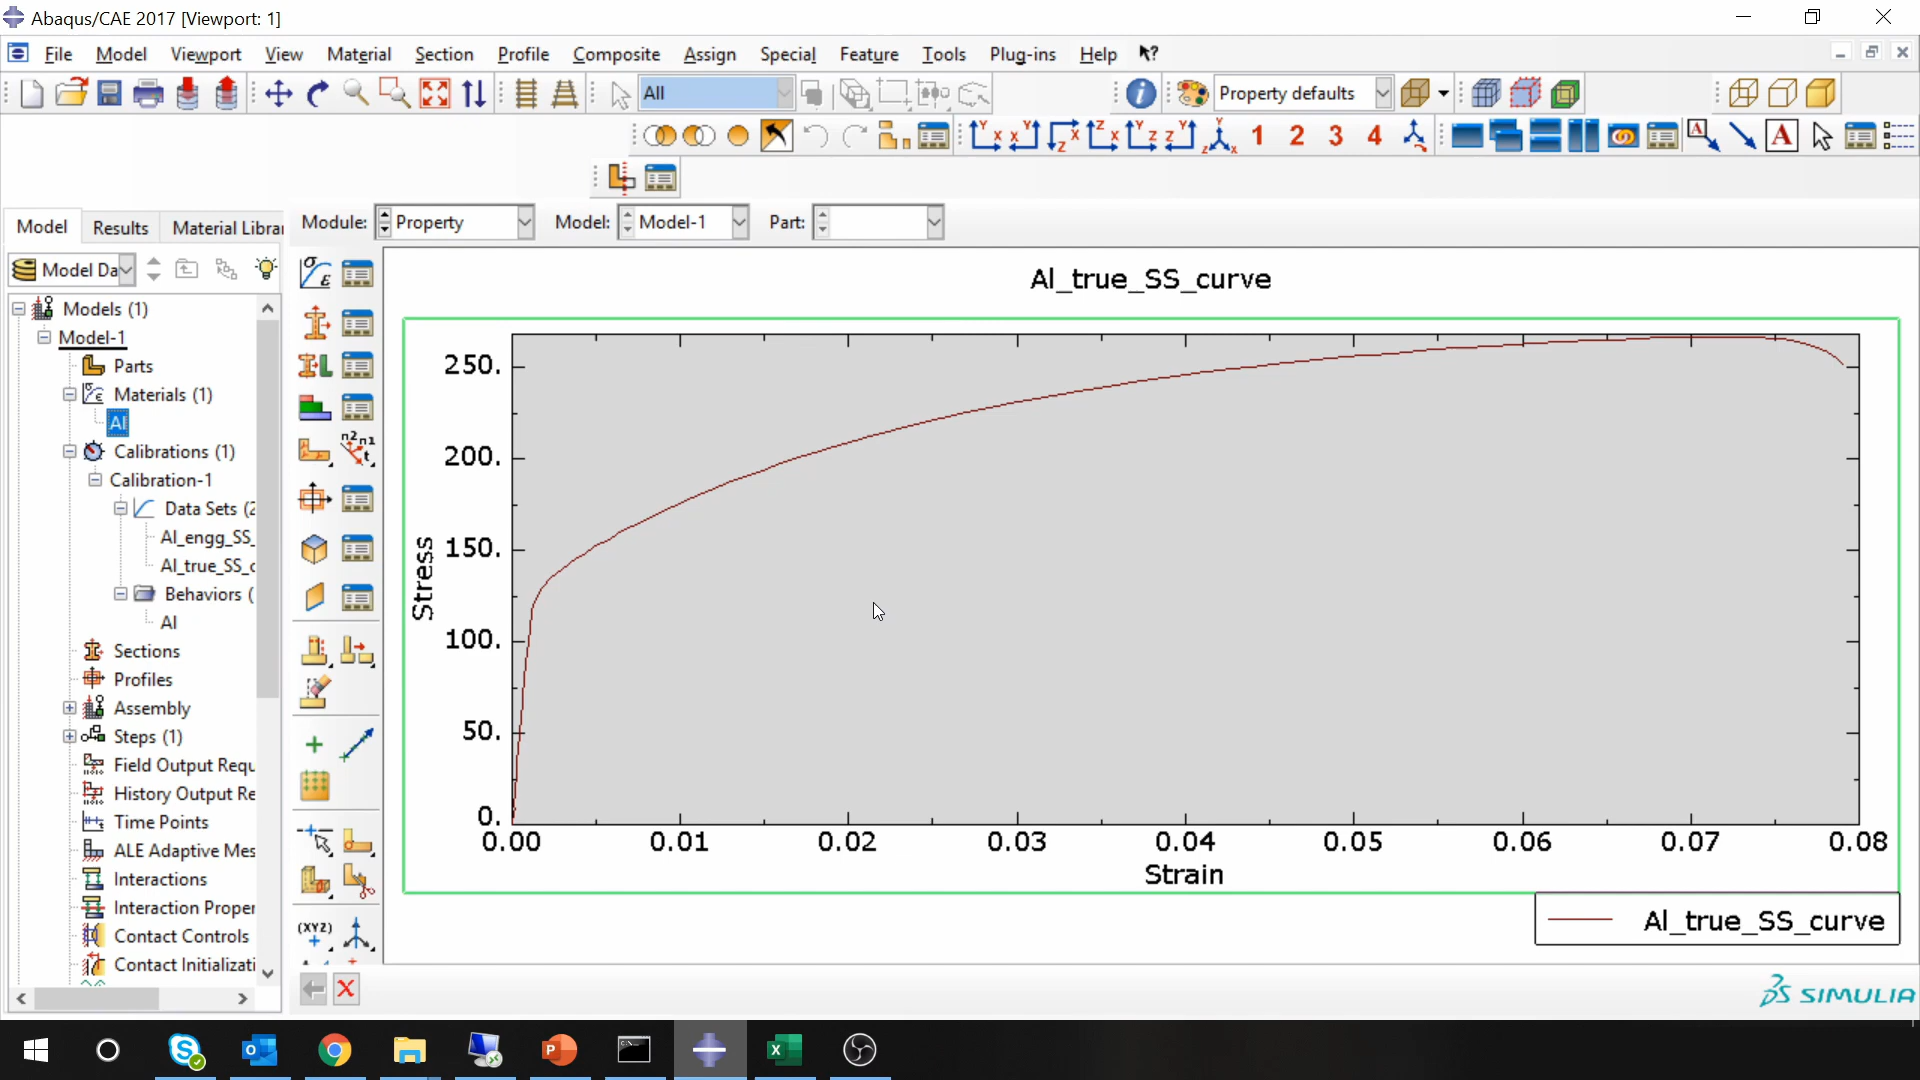 Abaqus/CAE 2017 [Viewport: 1]
File Model Viewport View Material Section Profile Composite Assign Special Feature Tools Plug-ins Help
All
Property defaults
1 2 3 4
Model Results Material Librar
Module: Property Model: Model-1 Part:
Model Da
Models (1)
Model-1
Parts
Materials (1)
Al
Calibrations (1)
Calibration-1
Data Sets (2
Al_engg_SS_
Al_true_SS_c
Behaviors (
Al
Sections
Profiles
Assembly
Steps (1)
Field Output Requ
History Output Re
Time Points
ALE Adaptive Mes
Interactions
Interaction Proper
Contact Controls
Contact Initializati
Al_true_SS_curve
250.
200.
150.
100.
50.
0.
Stress
0.00 0.01 0.02 0.03 0.04 0.05 0.06 0.07 0.08
Strain
Al_true_SS_curve
SIMULIA